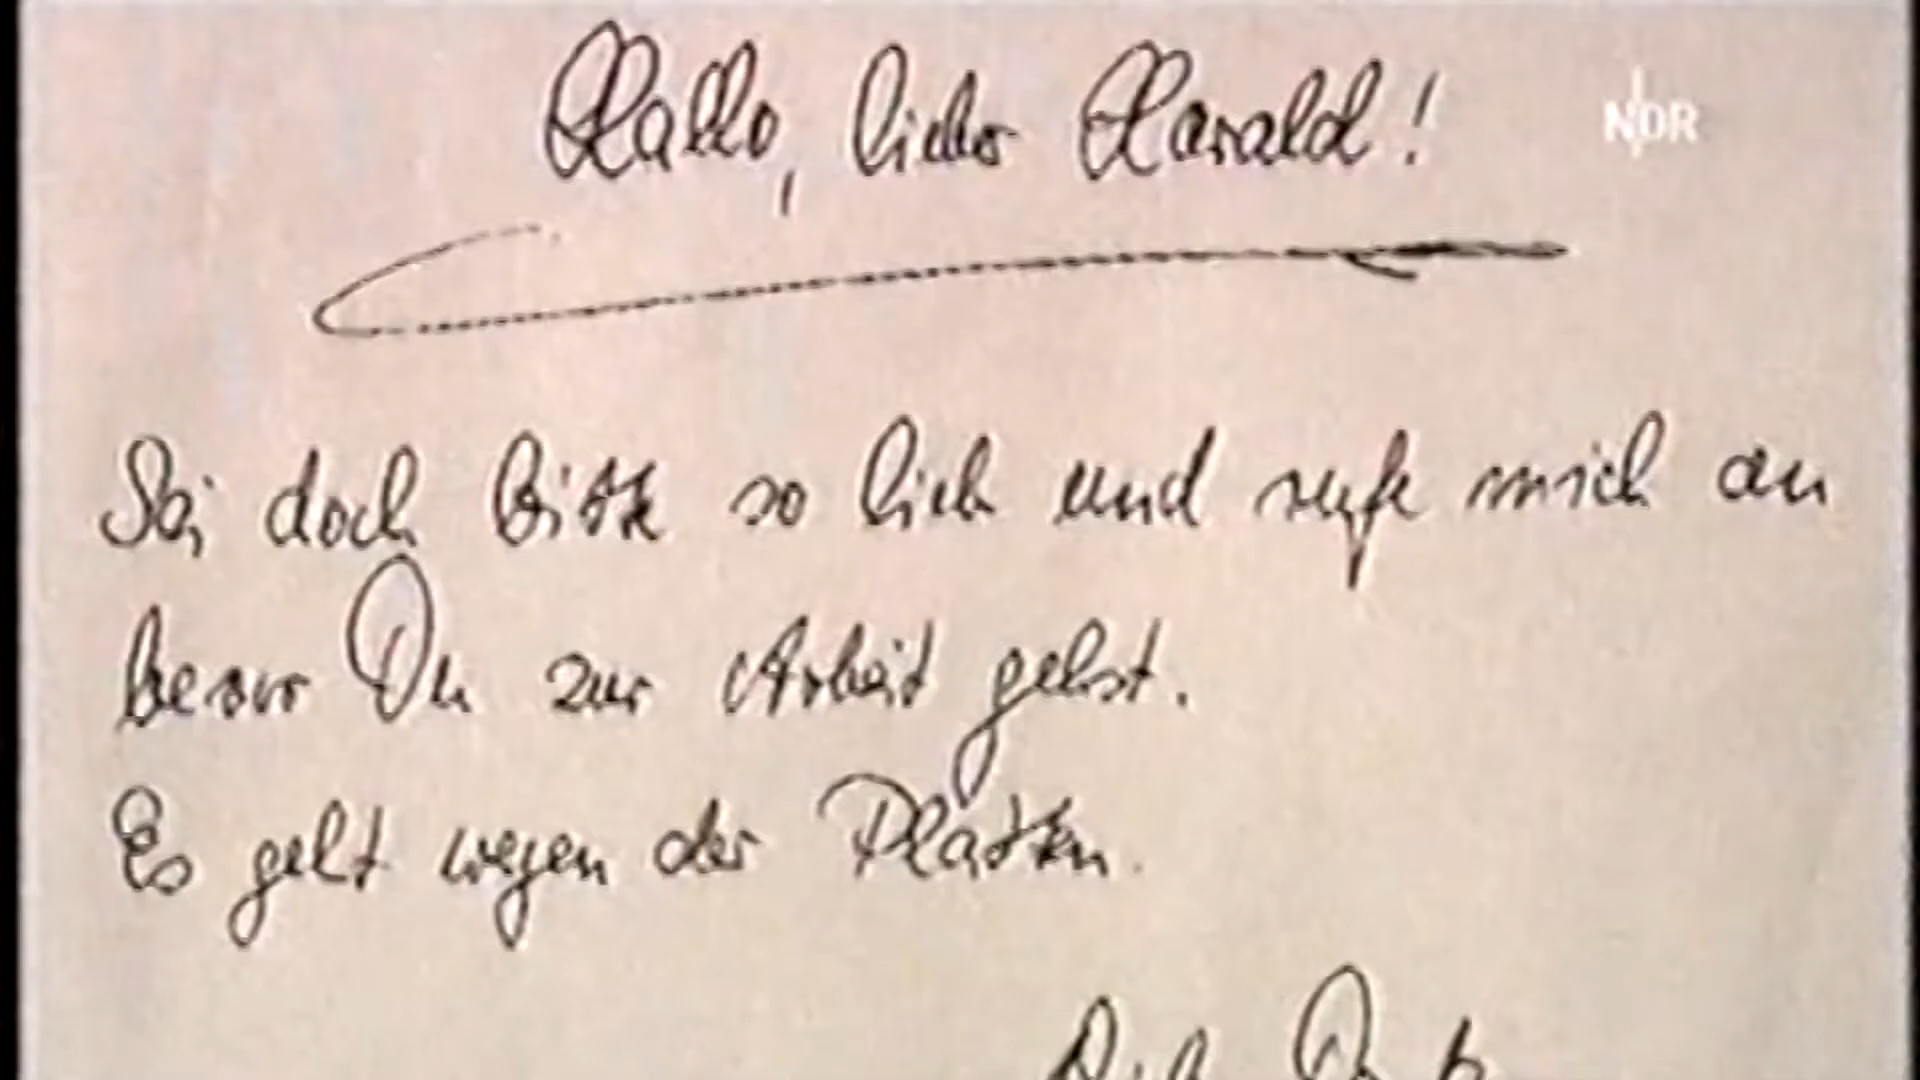 Hallo, lieber Harald!
NDR
Sei doch bitte so lieb und rufe mich an
bevor Du zur Arbeit gehst.
Es geht wegen der Platten.